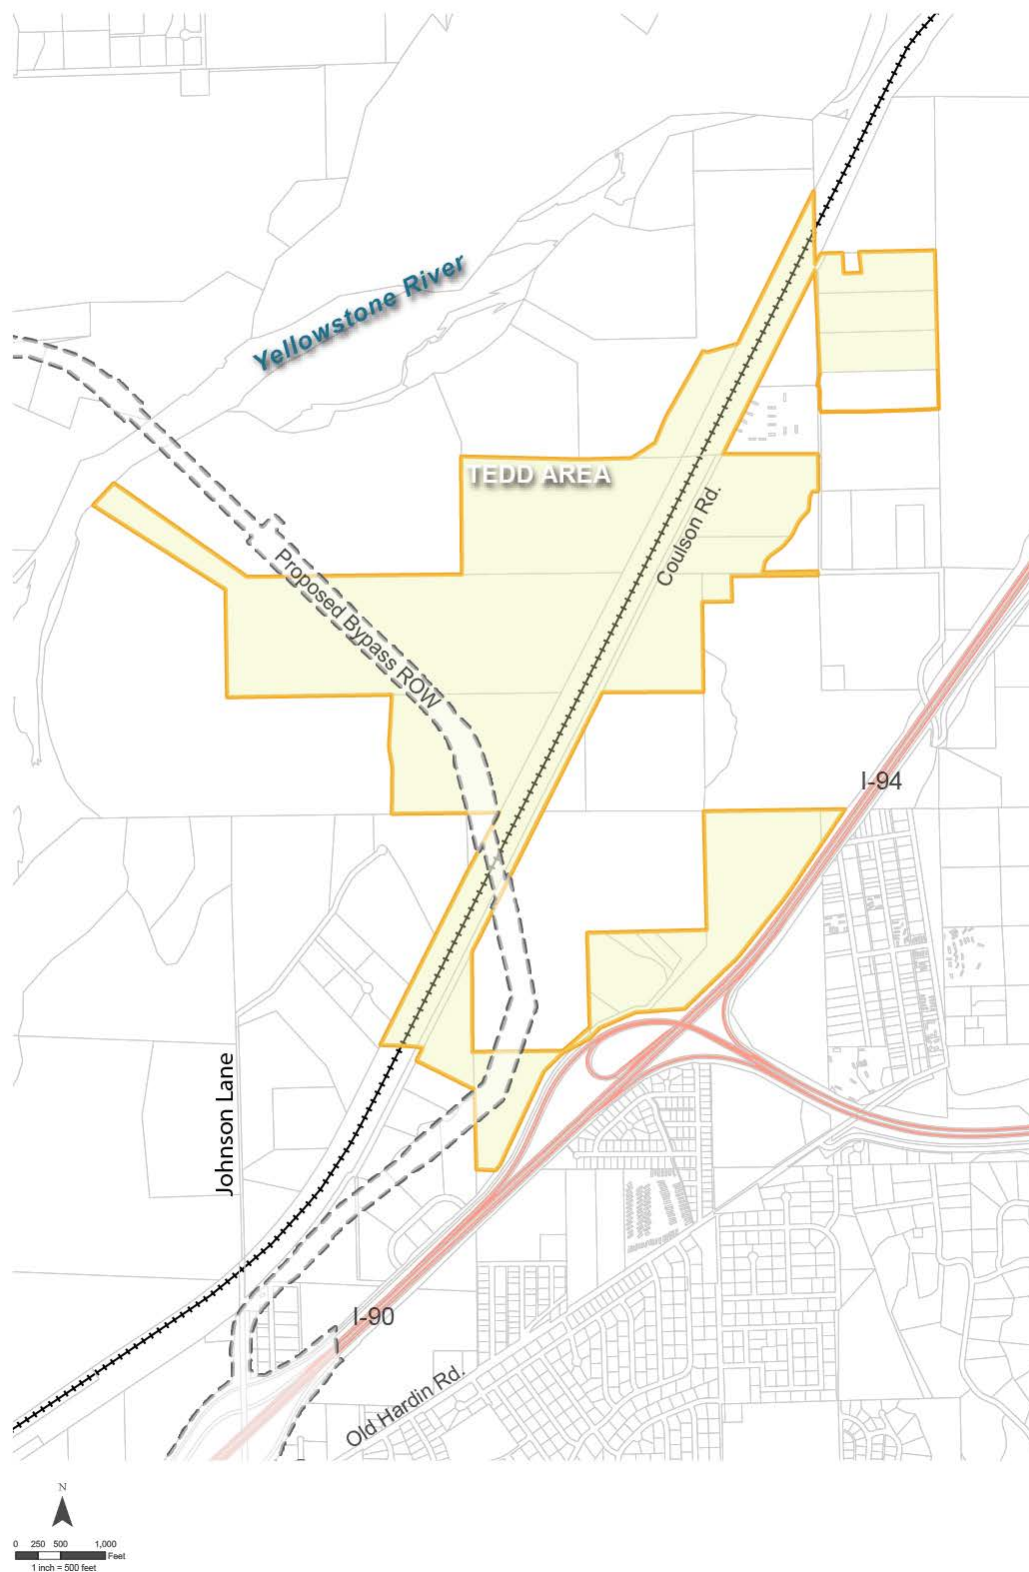 Yellowstone River
TEDD AREA
Coulson Rd.
Proposed Bypass ROW
I-94
Johnson Lane
I-90
Old Hardin Rd.
N
0 250 500 1,000
Feet
1 inch = 500 feet